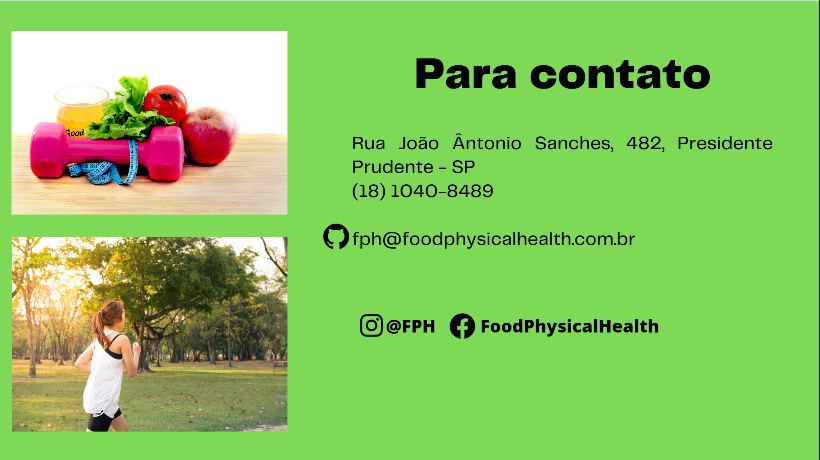 Para contato
Rua João Ântonio Sanches, 482, Presidente
Prudente - SP
(18) 1040-8489
fph@foodphysicalhealth.com.br
@FPH FoodPhysicalHealth